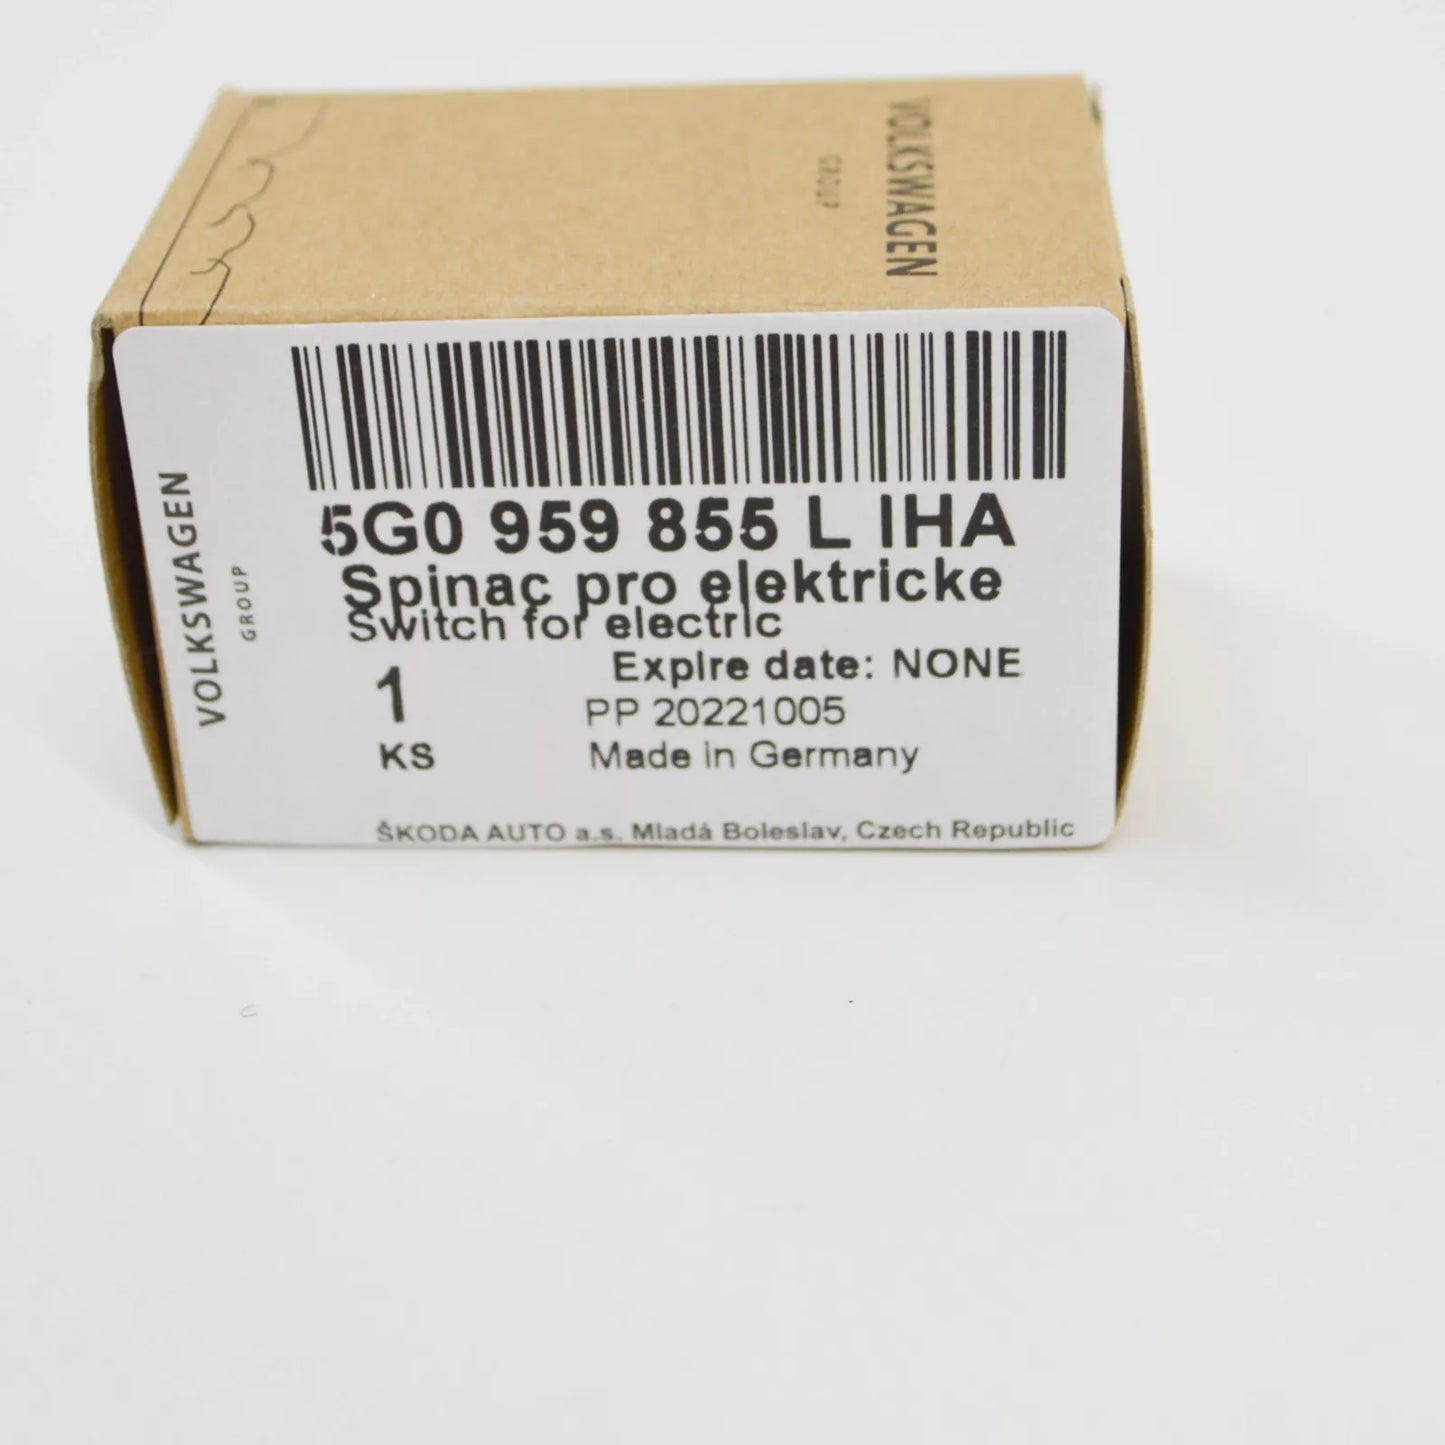 VOLKSWAGEN
GROUP
VOLKSWAGEN
GROUP
5G0 959 855 L IHA
Spinac pro elektricke
Switch for electric
Expire date: NONE
1
PP 20221005
KS
Made in Germany
ŠKODA AUTO a.s. Mladá Boleslav, Czech Republic